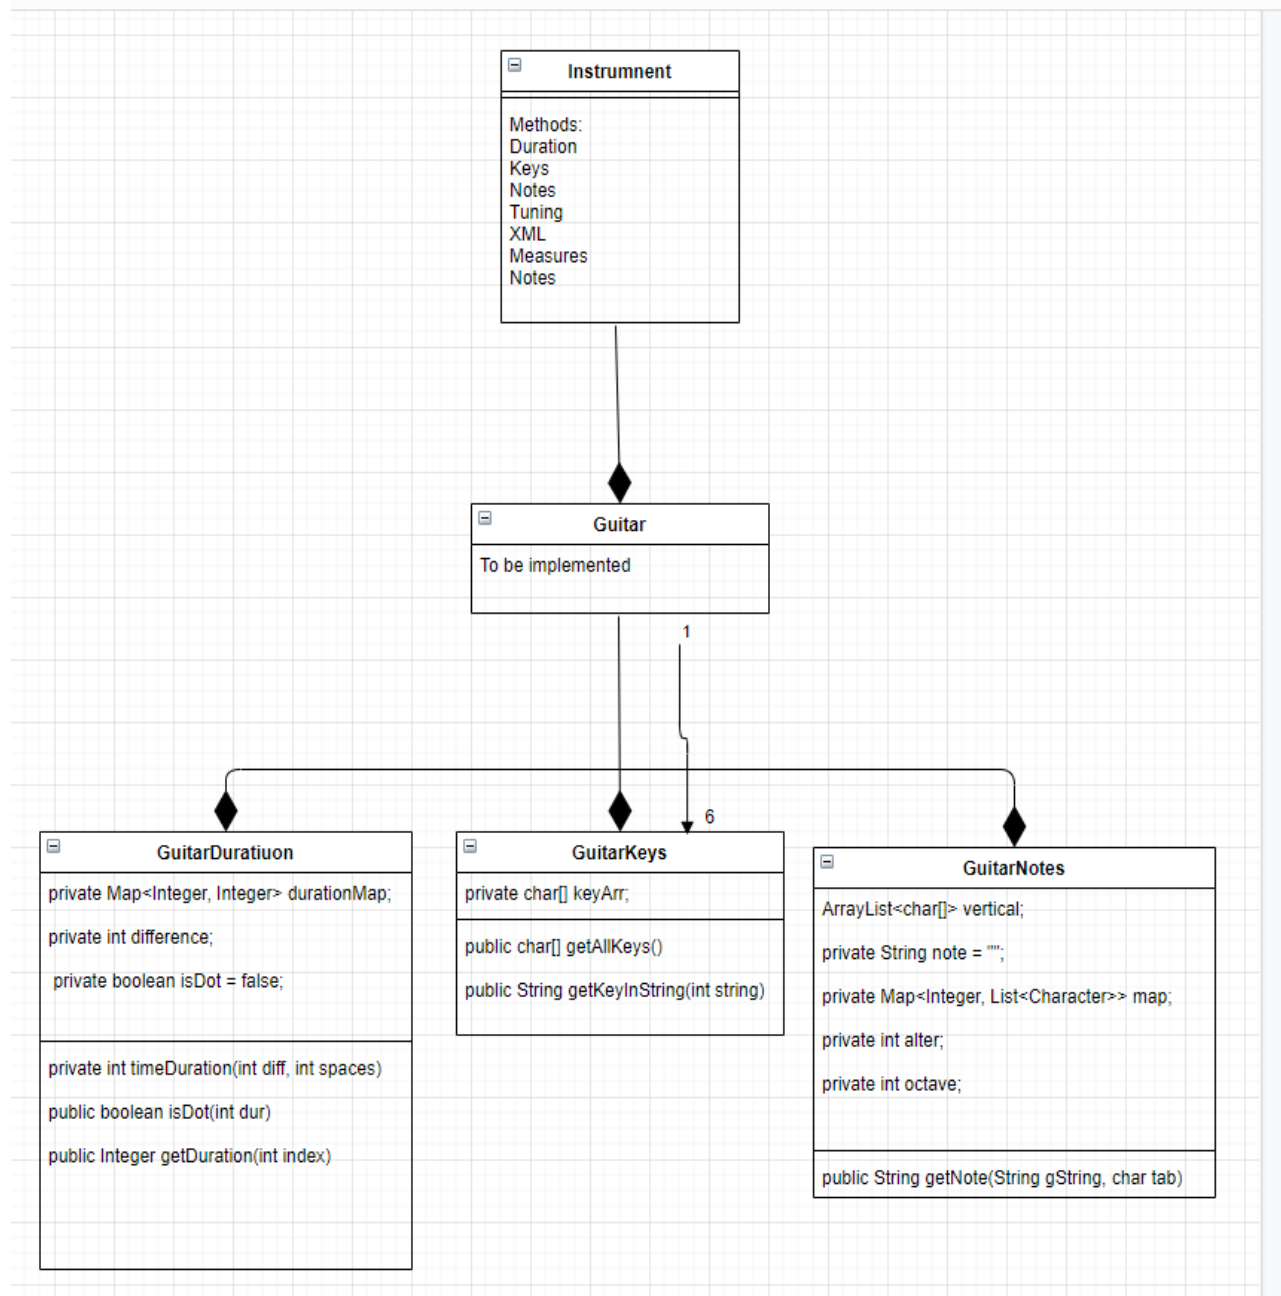 Instrumnent
Methods:
Duration
Keys
Notes
Tuning
XML
Measures
Notes
Guitar
To be implemented
1
6
GuitarDuratiuon
private Map<Integer, Integer> durationMap;
private int difference;
private boolean isDot = false;
private int timeDuration(int diff, int spaces)
public boolean isDot(int dur)
public Integer getDuration(int index)
GuitarKeys
private char[] keyArr;
public char[] getAllKeys()
public String getKeyInString(int string)
GuitarNotes
ArrayList<char[]> vertical;
private String note = "";
private Map<Integer, List<Character>> map;
private int alter;
private int octave;
public String getNote(String gString, char tab)